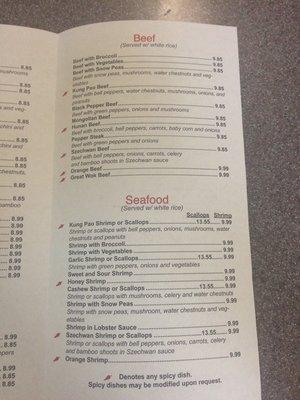 Beef
(Served w/ white rice)
Beef with Broccoli 9.85
Beef with Vegetables 9.85
Beef with Snow Peas 9.85
Beef with snow peas, mushrooms, water chestnuts and veg-
etables
Kung Pao Beef 9.85
Beef with bell peppers, water chestnuts, mushrooms, onions, and
peanuts
Black Pepper Beef 9.85
Beef with green peppers, onions and mushrooms
Mongolian Beef 9.85
Hunan Beef 9.85
Beef with broccoli, bell peppers, carrots, baby corn and onions
Pepper Steak 9.85
Beef with green peppers and onions
Szechwan Beef 9.85
Beef with bell peppers, onions, carrots, celery
and bamboo shoots in Szechwan sauce
Orange Beef 9.99
Great Wok Beef 9.99
Seafood
(Served w/ white rice)
Scallops Shrimp
Kung Pao Shrimp or Scallops 13.55 9.99
Shrimp or scallops with bell peppers, onions, mushrooms, water
chestnuts and peanuts
Shrimp with Broccoli 9.99
Shrimp with Vegetables 9.99
Garlic Shrimp or Scallops 13.55 9.99
Shrimp with green peppers, onions and vegetables
Sweet and Sour Shrimp 9.99
Honey Shrimp 9.99
Cashew Shrimp or Scallops 13.55 9.99
Shrimp or scallops with mushrooms, celery and water chestnuts
Shrimp with Snow Peas 9.99
Shrimp with snow peas, mushroom, water chestnuts, and veg-
etables
Shrimp in Lobster Sauce 9.99
Szechwan Shrimp or Scallops 13.55 9.99
Shrimp or scallops with bell peppers, onions, carrots, celery
and bamboo shoots in Szechwan sauce
Orange Shrimp 9.99
Denotes any spicy dish.
Spicy dishes may be modified upon request.